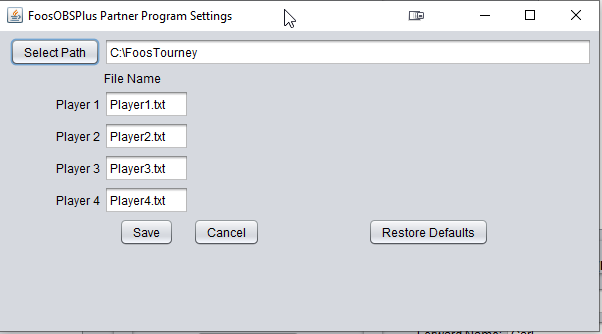 FoosOBSPlus Partner Program Settings
Select Path C:\FoosTourney
File Name
Player 1 Player1.txt
Player 2 Player2.txt
Player 3 Player3.txt
Player 4 Player4.txt
Save Cancel Restore Defaults